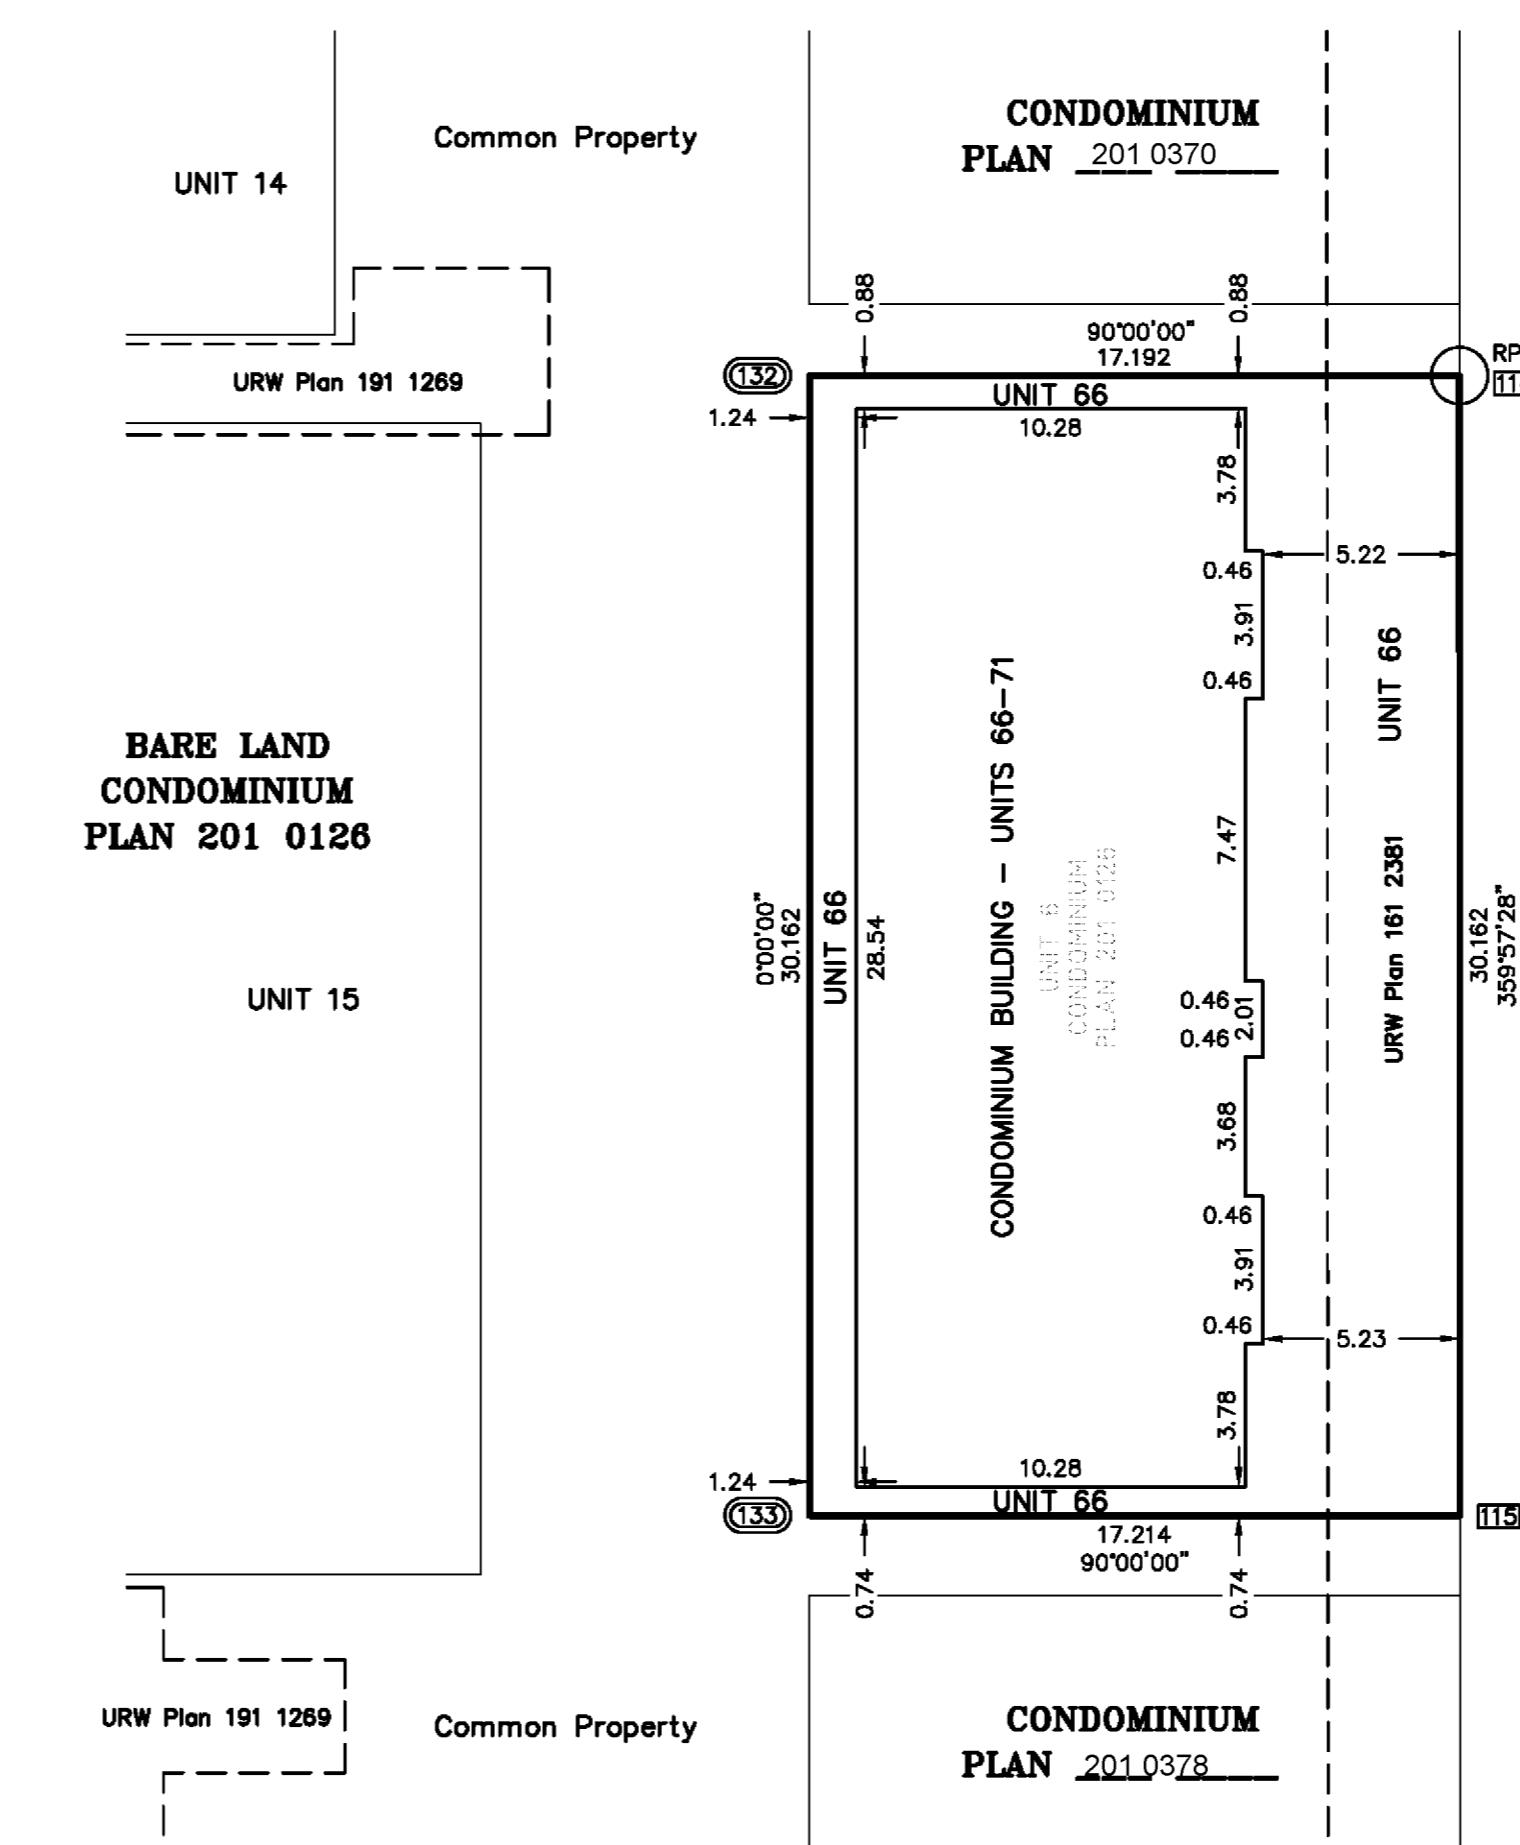 CONDOMINIUM
PLAN 201 0370
Common Property
UNIT 14
0.88
0.88
90°00'00"
17.192
RP
132
URW Plan 191 1269
UNIT 66
1.24
10.28
3.78
5.22
0.46
3.91
0.46
UNIT 66
CONDOMINIUM BUILDING - UNITS 66-71
BARE LAND
CONDOMINIUM
PLAN 201 0126
7.47
URW Plan 161 2381
UNIT 6
CONDOMINIUM
PLAN 201 0126
0°00'00"
30.162
UNIT 66
28.54
30.162
359°57'28"
UNIT 15
0.46
2.01
0.46
3.68
0.46
3.91
0.46
5.23
3.78
10.28
1.24
UNIT 66
133
115
17.214
90°00'00"
0.74
0.74
URW Plan 191 1269
Common Property
CONDOMINIUM
PLAN 201 0378